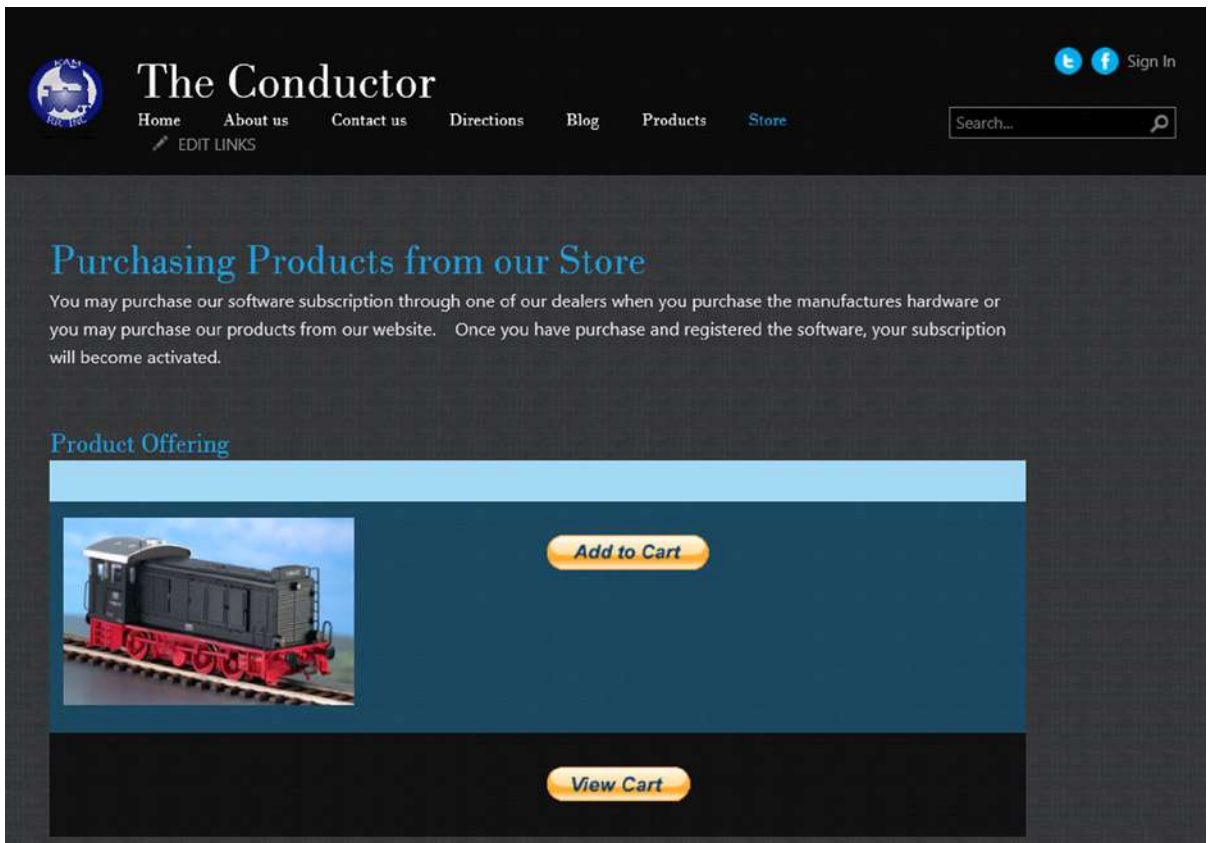 KAM
RR, INC
The Conductor
Sign In
Home About us Contact us Directions Blog Products Store
Search...
EDIT LINKS
Purchasing Products from our Store
You may purchase our software subscription through one of our dealers when you purchase the manufactures hardware or
you may purchase our products from our website. Once you have purchase and registered the software, your subscription
will become activated.
Product Offering
Add to Cart
View Cart